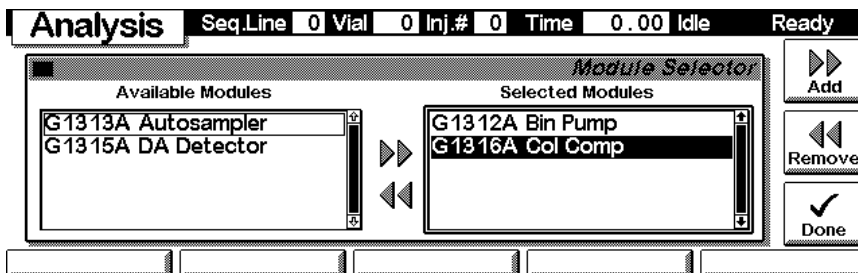 Analysis Seq.Line 0 Vial 0 Inj.# 0 Time 0.00 Idle Ready
Module Selector
Available Modules
G1313A Autosampler
G1315A DA Detector
Selected Modules
G1312A Bin Pump
G1316A Col Comp
Add
Remove
Done